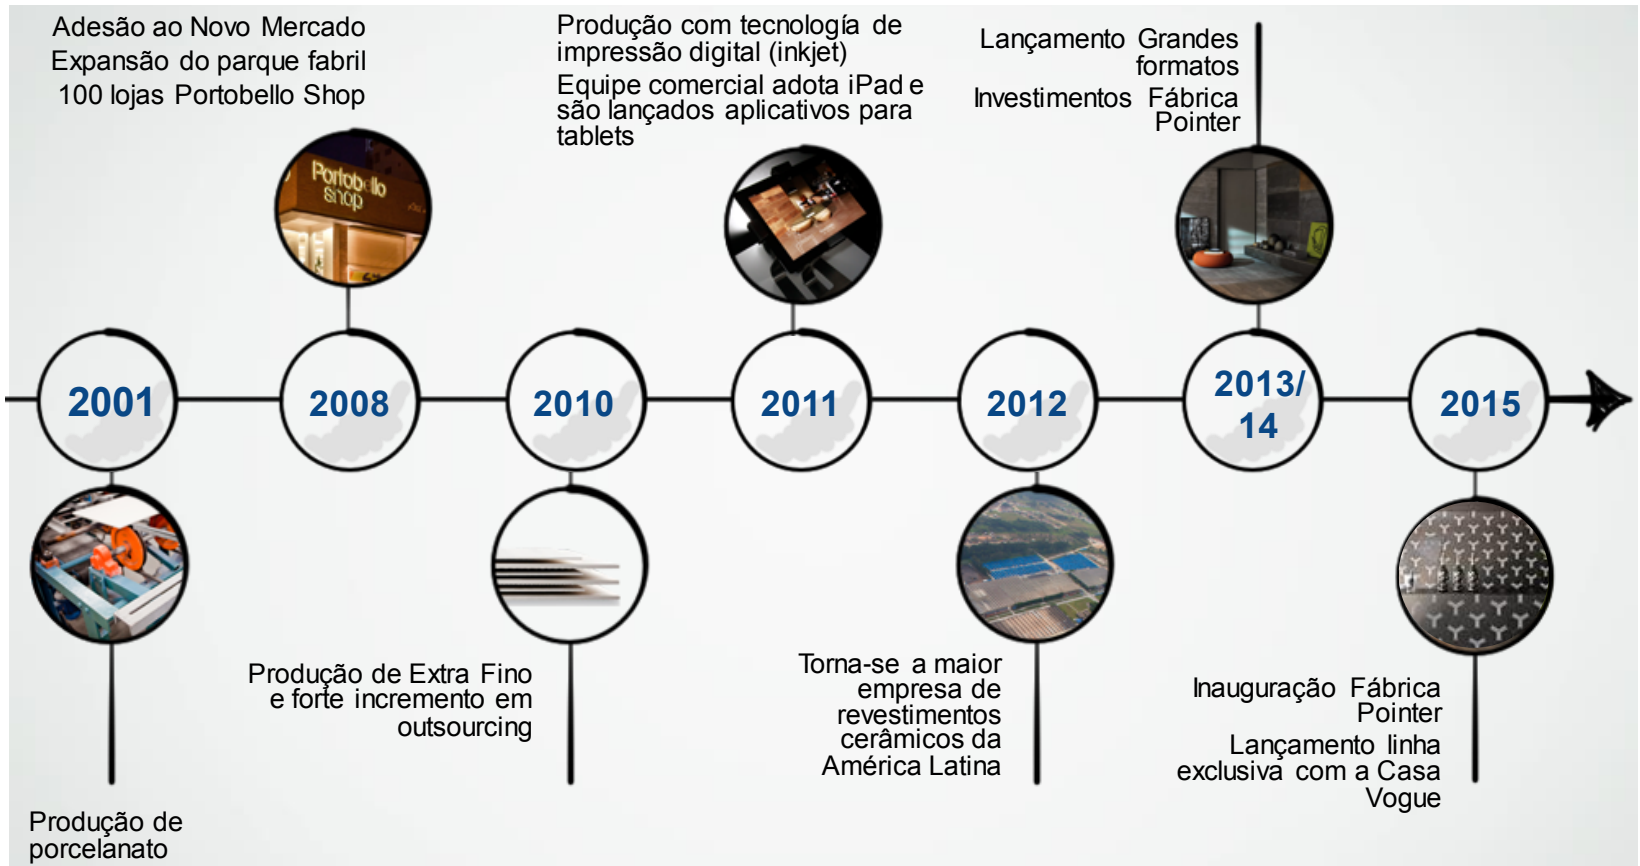 Adesão ao Novo Mercado
Expansão do parque fabril
100 lojas Portobello Shop
Produção com tecnología de
impressão digital (inkjet)
Equipe comercial adota iPad e
são lançados aplicativos para
tablets
Lançamento Grandes
formatos
Investimentos Fábrica
Pointer
Portobello
shop
2001
2008
2010
2011
2012
2013/
14
2015
Produção de
porcelanato
Produção de Extra Fino
e forte incremento em
outsourcing
Torna-se a maior
empresa de
revestimentos
cerâmicos da
América Latina
Inauguração Fábrica
Pointer
Lançamento linha
exclusiva com a Casa
Vogue